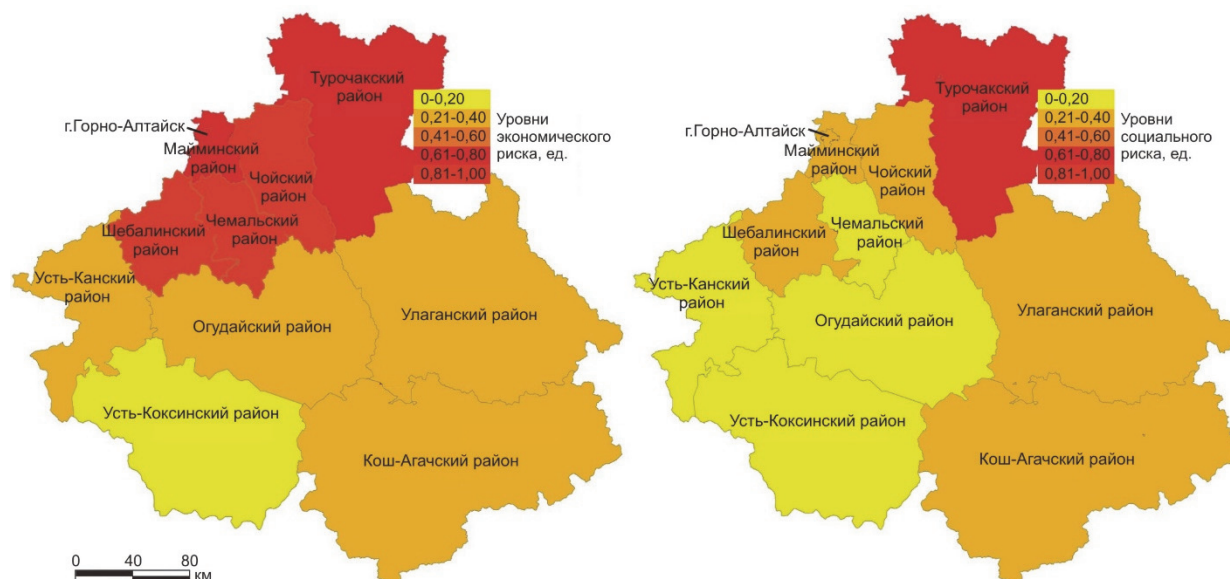 Турочакский
район
0-0,20
0,21-0,40
0,41-0,60
0,61-0,80
0,81-1,00
Уровни
экономического
риска, ед.
г.Горно-Алтайск
Майминский
район
Чойский
район
Шебалинский
район
Чемальский
район
Усть-Канский
район
Огудайский район
Улаганский район
Усть-Коксинский район
Кош-Агачский район
0 40 80
км
Турочакский
район
0-0,20
0,21-0,40
0,41-0,60
0,61-0,80
0,81-1,00
Уровни
социального
риска, ед.
г.Горно-Алтайск
Майминский
район
Чойский
район
Шебалинский
район
Чемальский
район
Усть-Канский
район
Огудайский район
Улаганский район
Усть-Коксинский район
Кош-Агачский район